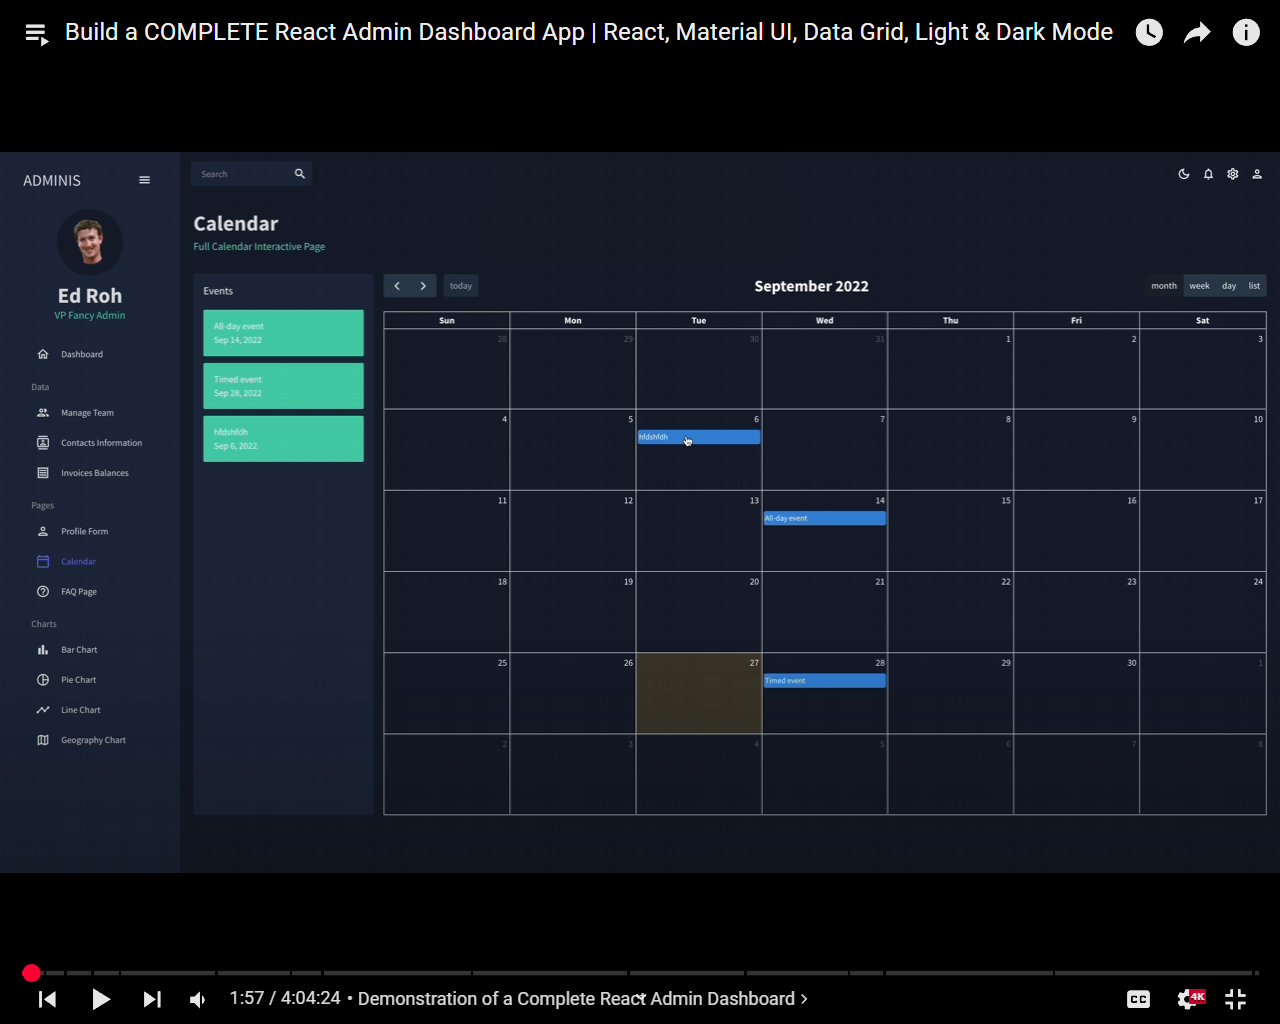 Build a COMPLETE React Admin Dashboard App | React, Material UI, Data Grid, Light & Dark Mode
ADMINIS
Search
Ed Roh
VP Fancy Admin
Dashboard
Data
Manage Team
Contacts Information
Invoices Balances
Pages
Profile Form
Calendar
FAQ Page
Charts
Bar Chart
Pie Chart
Line Chart
Geography Chart
Calendar
Full Calendar Interactive Page
Events
All-day event
Sep 14, 2022
Timed event
Sep 28, 2022
hfdshfdh
Sep 6, 2022
today
September 2022
month week day list
Sun Mon Tue Wed Thu Fri Sat
28 29 30 31 1 2 3
4 5 6 7 8 9 10
hfdshfdh
11 12 13 14 15 16 17
All-day event
18 19 20 21 22 23 24
25 26 27 28 29 30 1
Timed event
2 3 4 5 6 7 8
1:57 / 4:04:24 • Demonstration of a Complete React Admin Dashboard
CC
4K